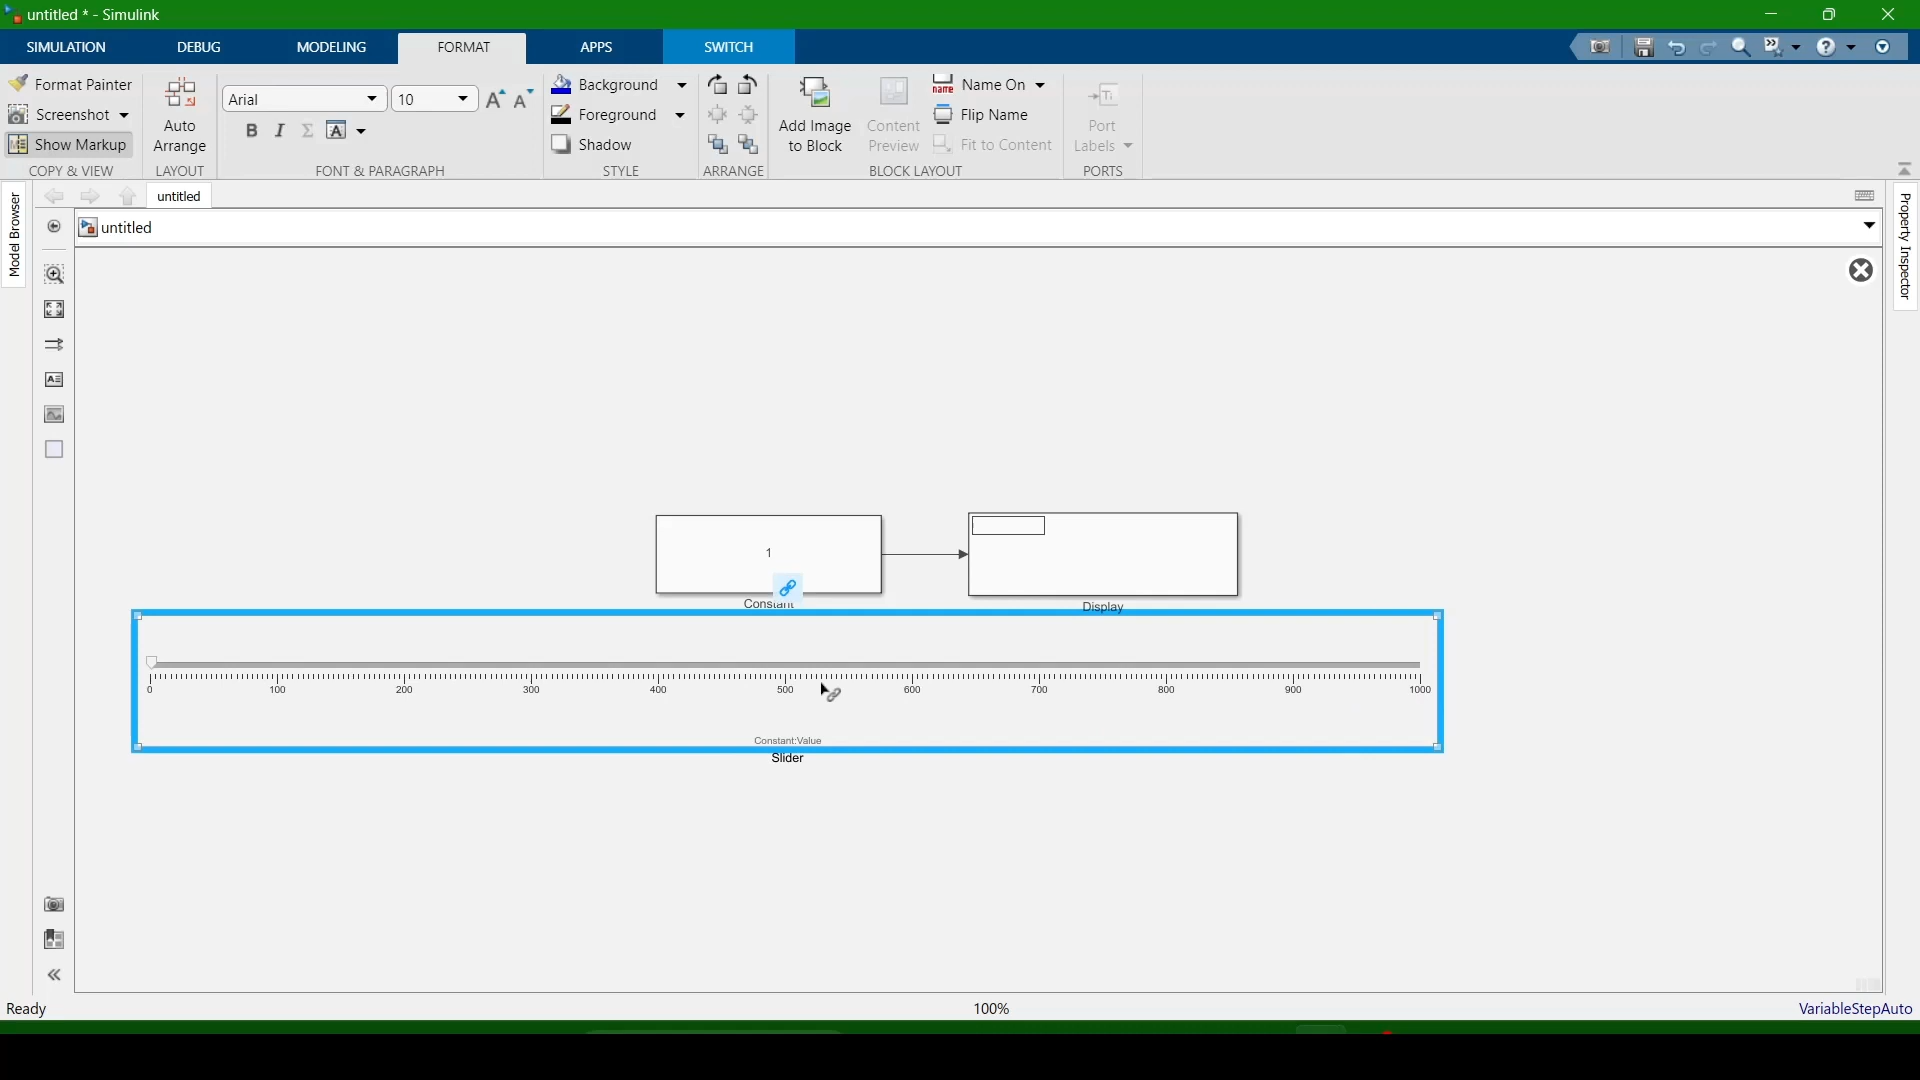 untitled * - Simulink
SIMULATION DEBUG MODELING FORMAT APPS SWITCH
Format Painter
Screenshot
Show Markup
COPY & VIEW
Auto
Arrange
LAYOUT
Arial 10
B I Σ A
FONT & PARAGRAPH
Background
Foreground
Shadow
STYLE
ARRANGE
Add Image
to Block
Content
Preview
Name On
Flip Name
Fit to Content
BLOCK LAYOUT
Port
Labels
PORTS
Model Browser
untitled
untitled
Property Inspector
1
Constant
Display
0 100 200 300 400 500 600 700 800 900 1000
Constant:Value
Slider
Ready 100% VariableStepAuto